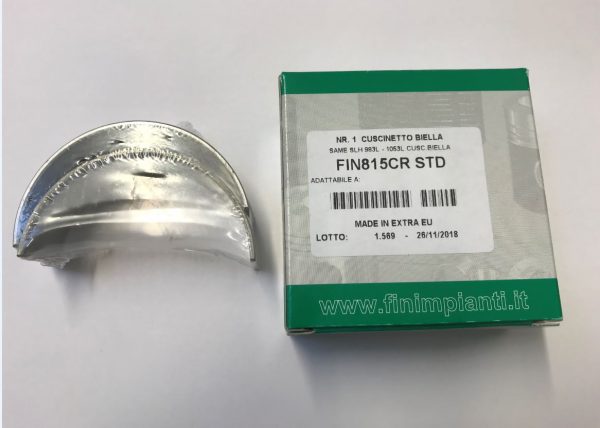 NR. 1 CUSCINETTO BIELLA
SAME SLH 983L - 1053L CUSC.BIELLA
FIN815CR STD
ADATTABILE A:
MADE IN EXTRA EU
LOTTO: 1.569 - 26/11/2018
www.finimpianti.it